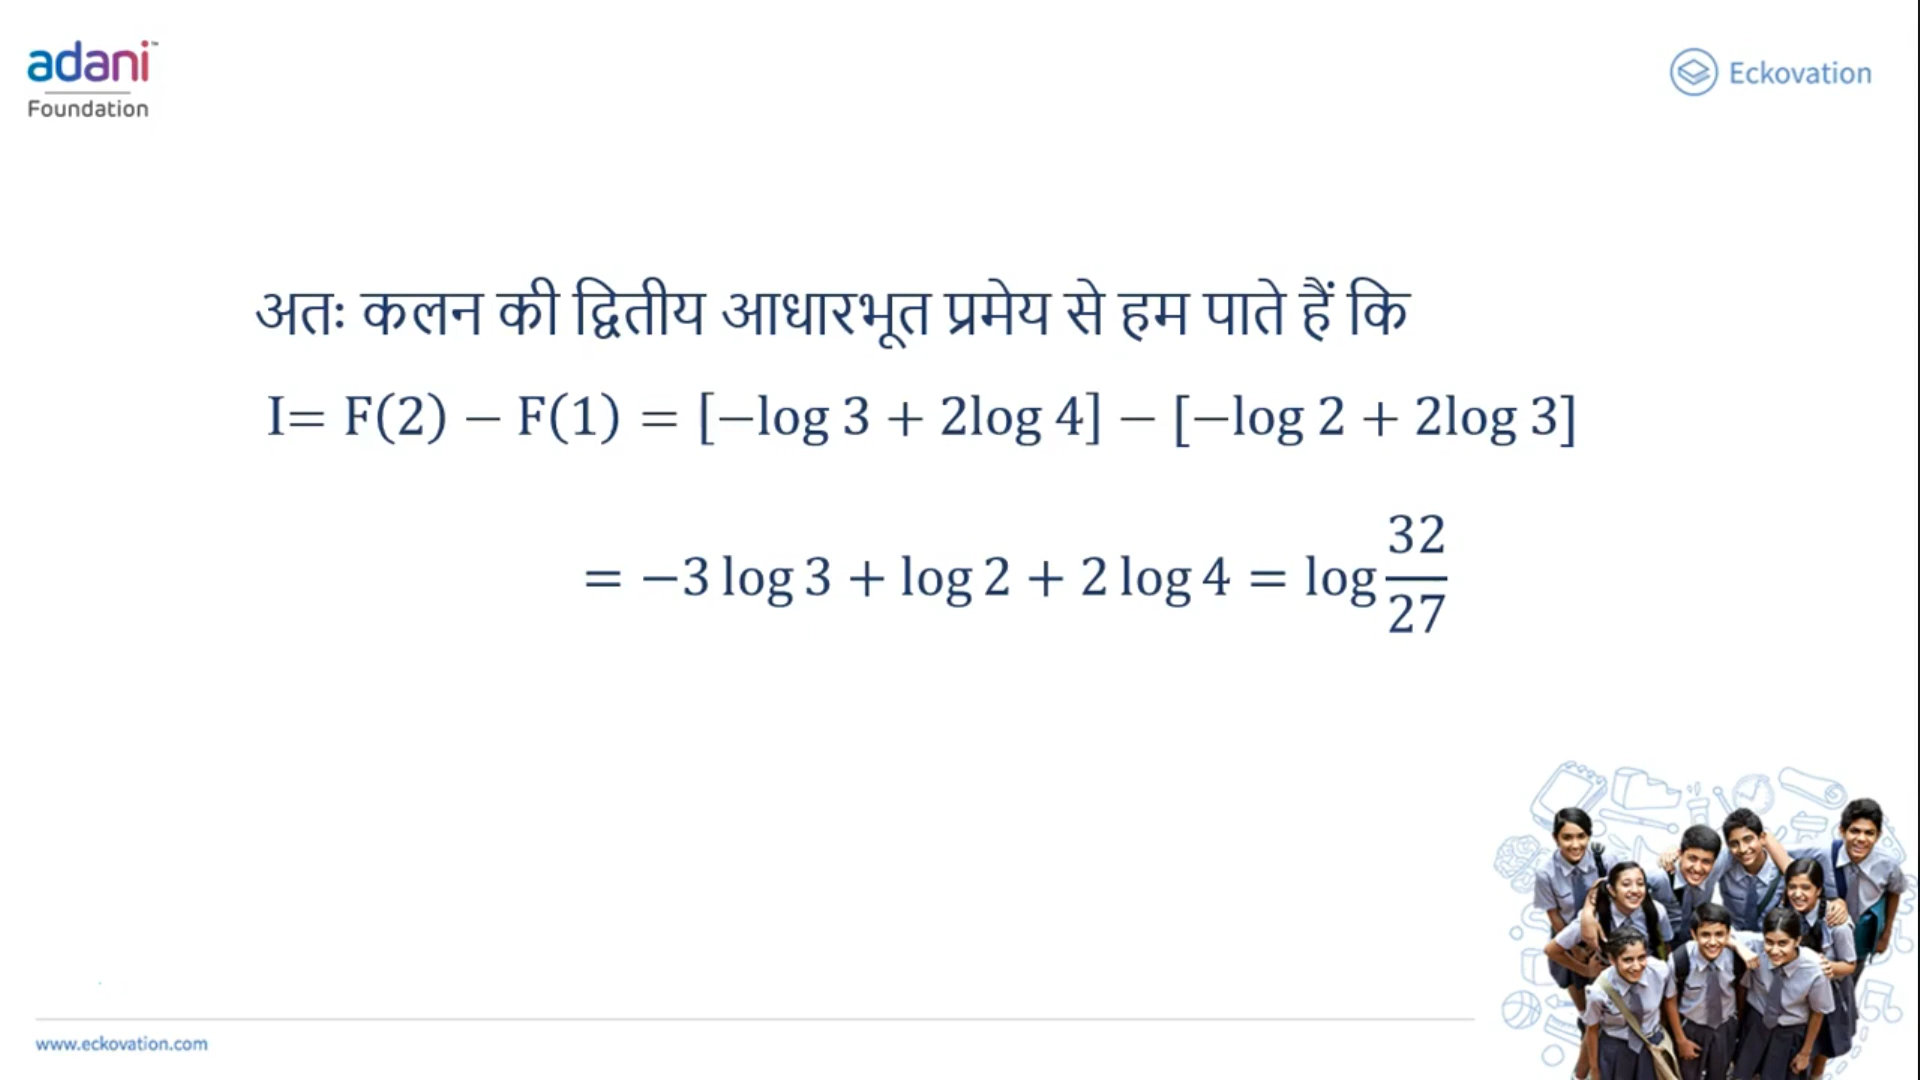 adani™
Foundation
Eckovation
अतः कलन की द्वितीय आधारभूत प्रमेय से हम पाते हैं कि
I= F(2) − F(1) = [−log 3 + 2log 4] − [−log 2 + 2log 3]
= −3 log 3 + log 2 + 2 log 4 = log 32/27
www.eckovation.com